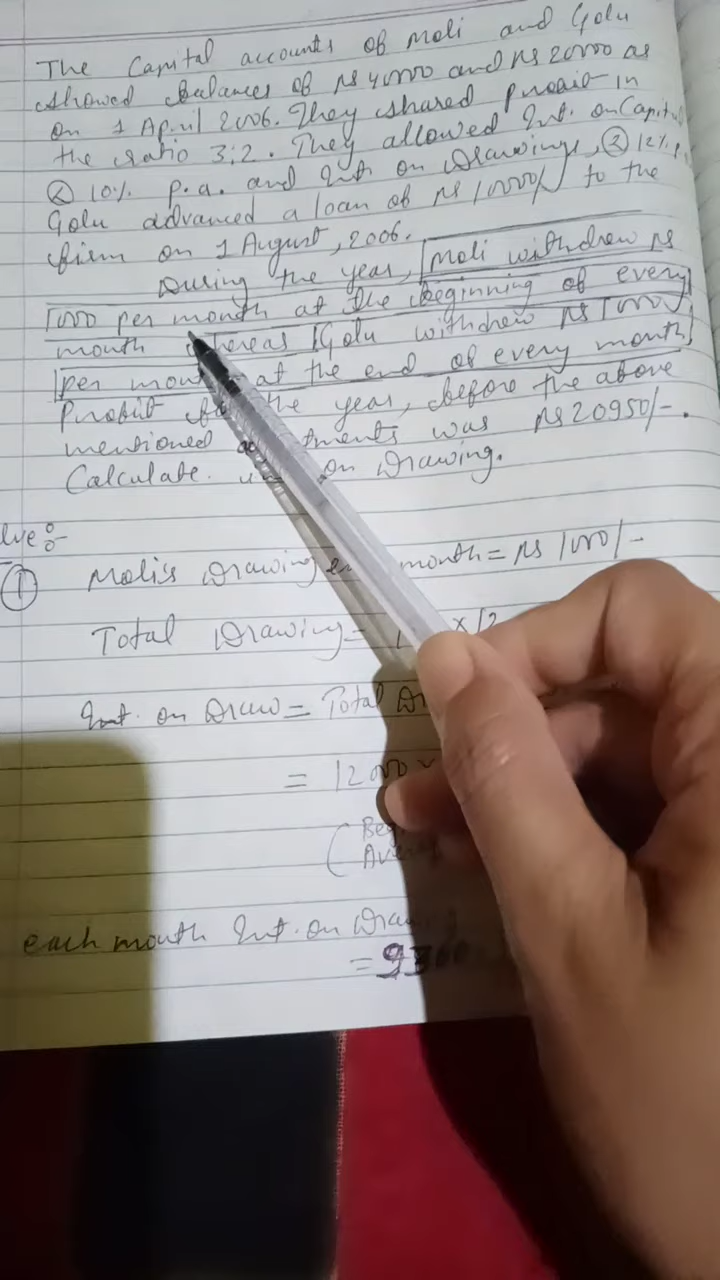 The Capital accounts of Moli and Golu
showed balances of Rs 40000 and Rs 20000 as
on 1 April 2006. They shared Profit in
the ratio 3:2. They allowed Int. on Capital
@ 10% p.a. and Int on Drawings, @ 12% p.
Golu advanced a loan of Rs 10000/- to the
firm on 1 August, 2006.
During the year, Moli withdrew Rs
1000 per month at the beginning of every
month whereas Golu withdrew Rs 1000
per month at the end of every month
Profit the year, before the above
mentioned was Rs 20950/-.
Calculate. on Drawing.
lve:-
① Moli's Drawing month = Rs 1000/-
Total Drawing = x 12
Int. on Draw = Total
= 12000 x
each month Int. on